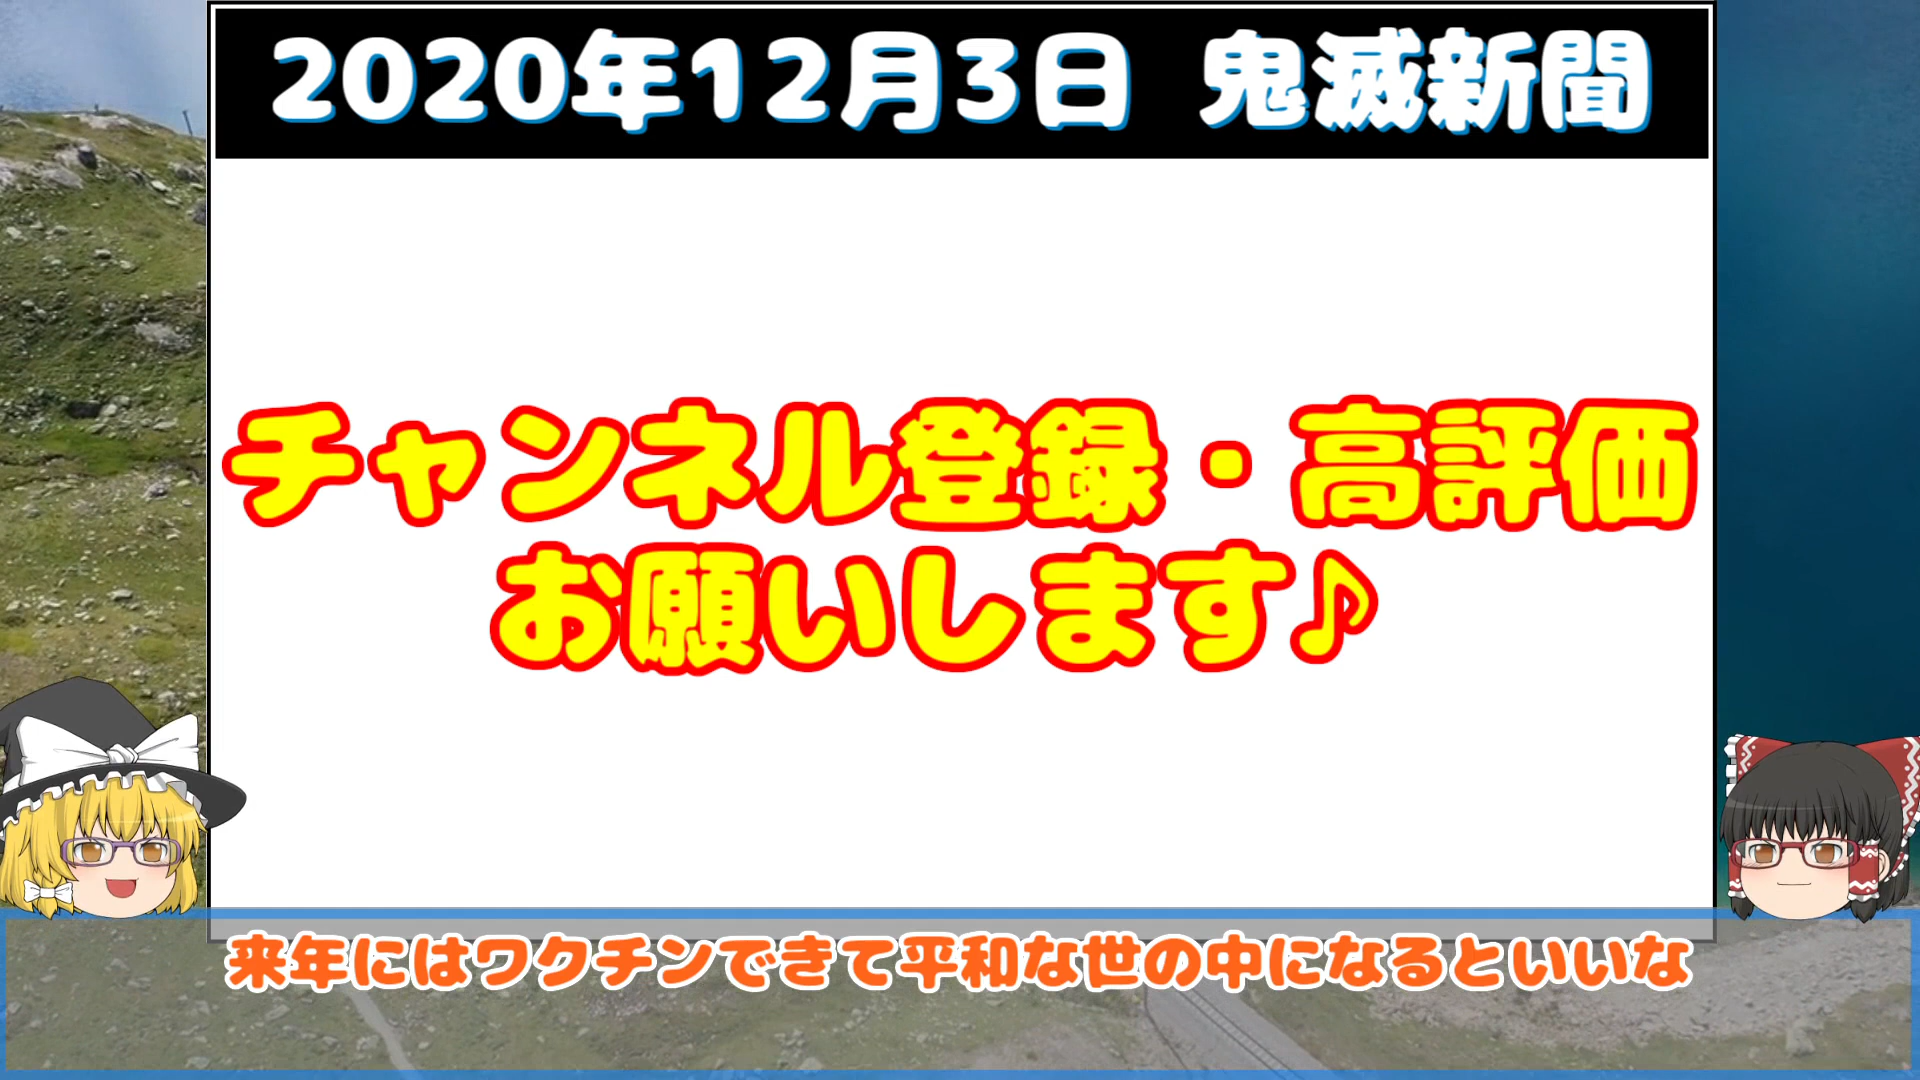 2020年12月3日 鬼滅新聞
チャンネル登録・高評価
お願いします♪
来年にはワクチンできて平和な世の中になるといいな